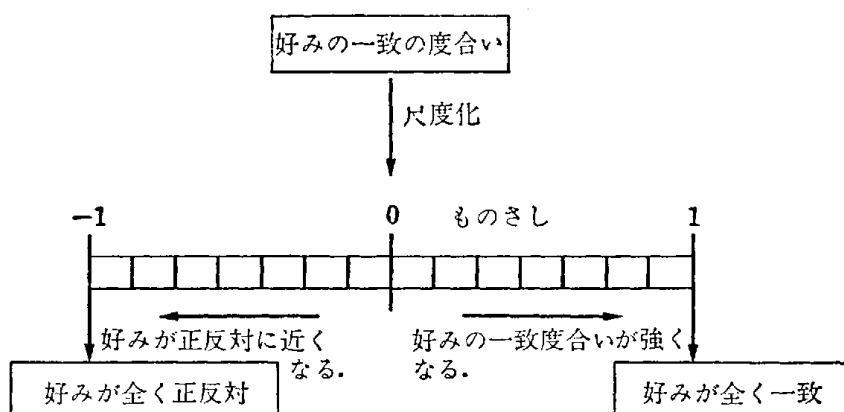 好みの一致の度合い
尺度化
-1
0
ものさし
1
好みが正反対に近く
なる.
好みの一致度合いが強く
なる.
好みが全く正反対
好みが全く一致